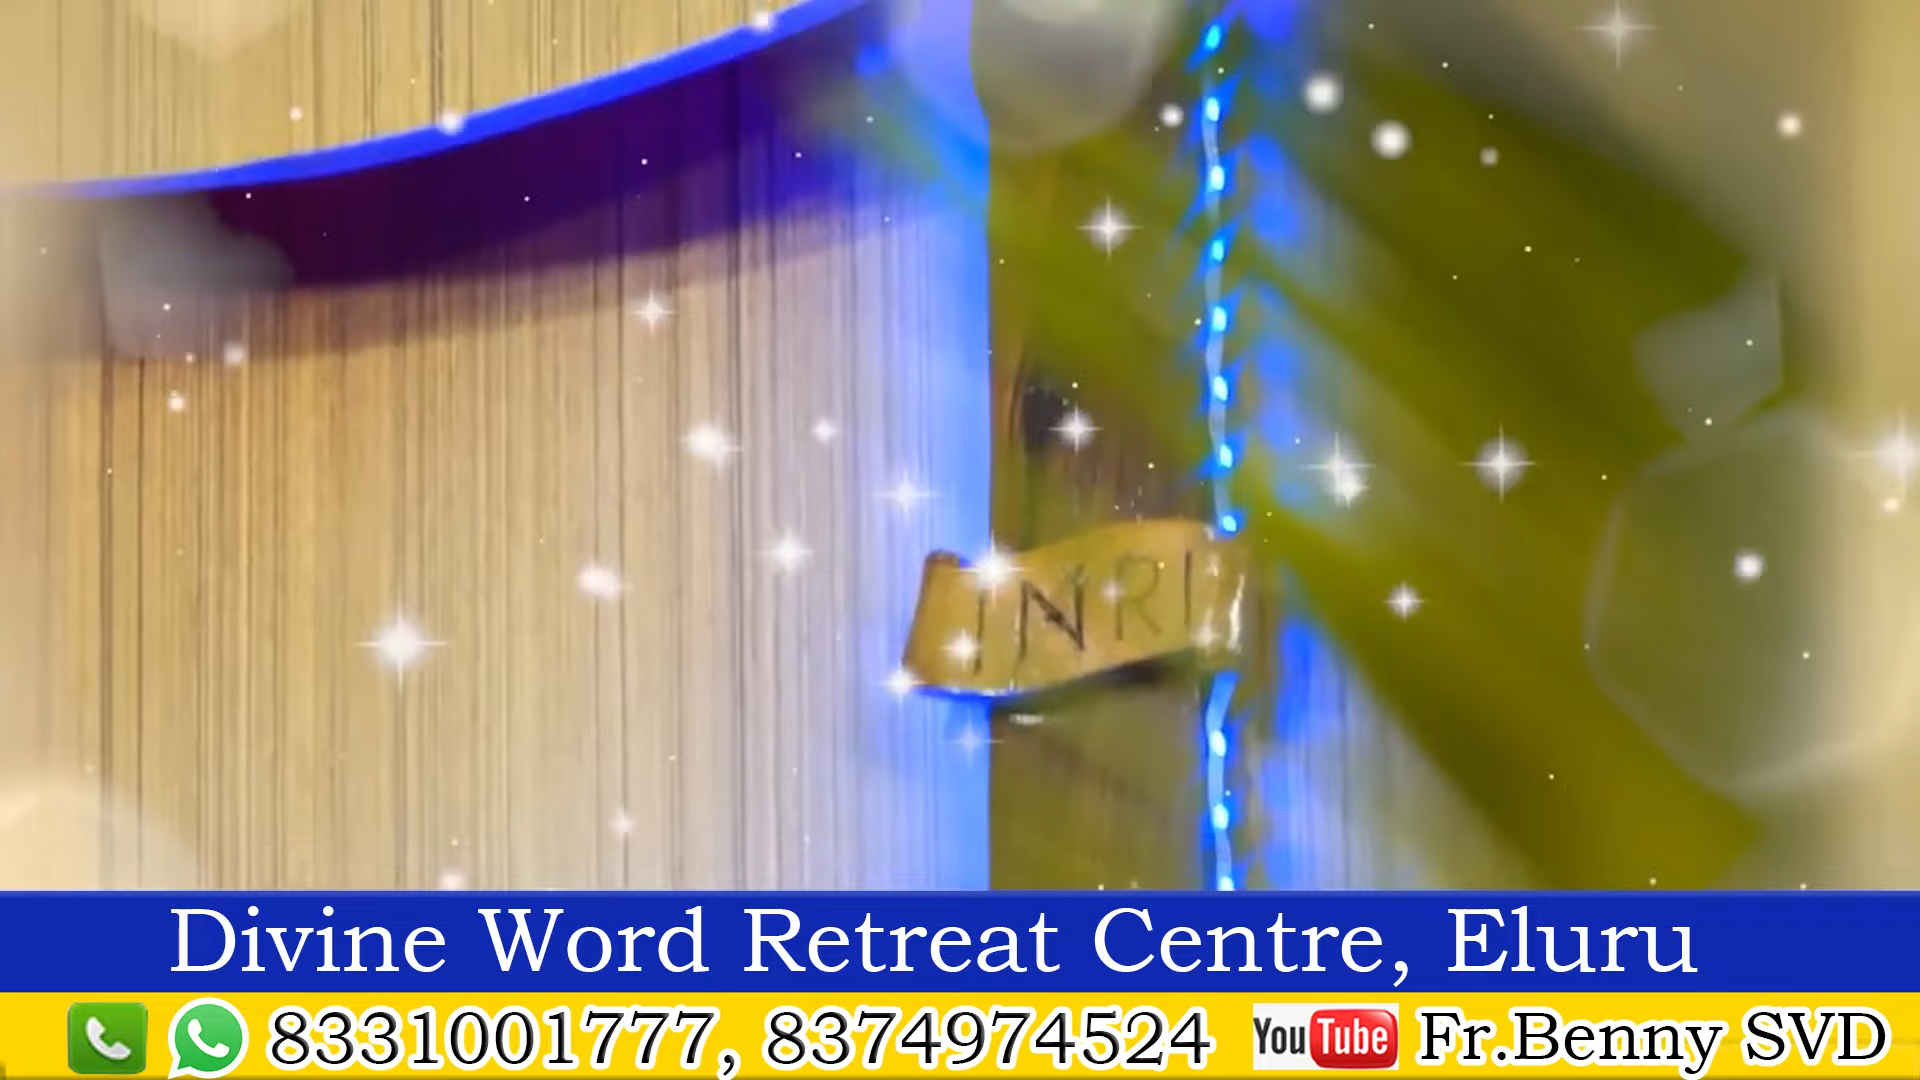 INRI
Divine Word Retreat Centre, Eluru
8331001777, 8374974524 YouTube Fr.Benny SVD